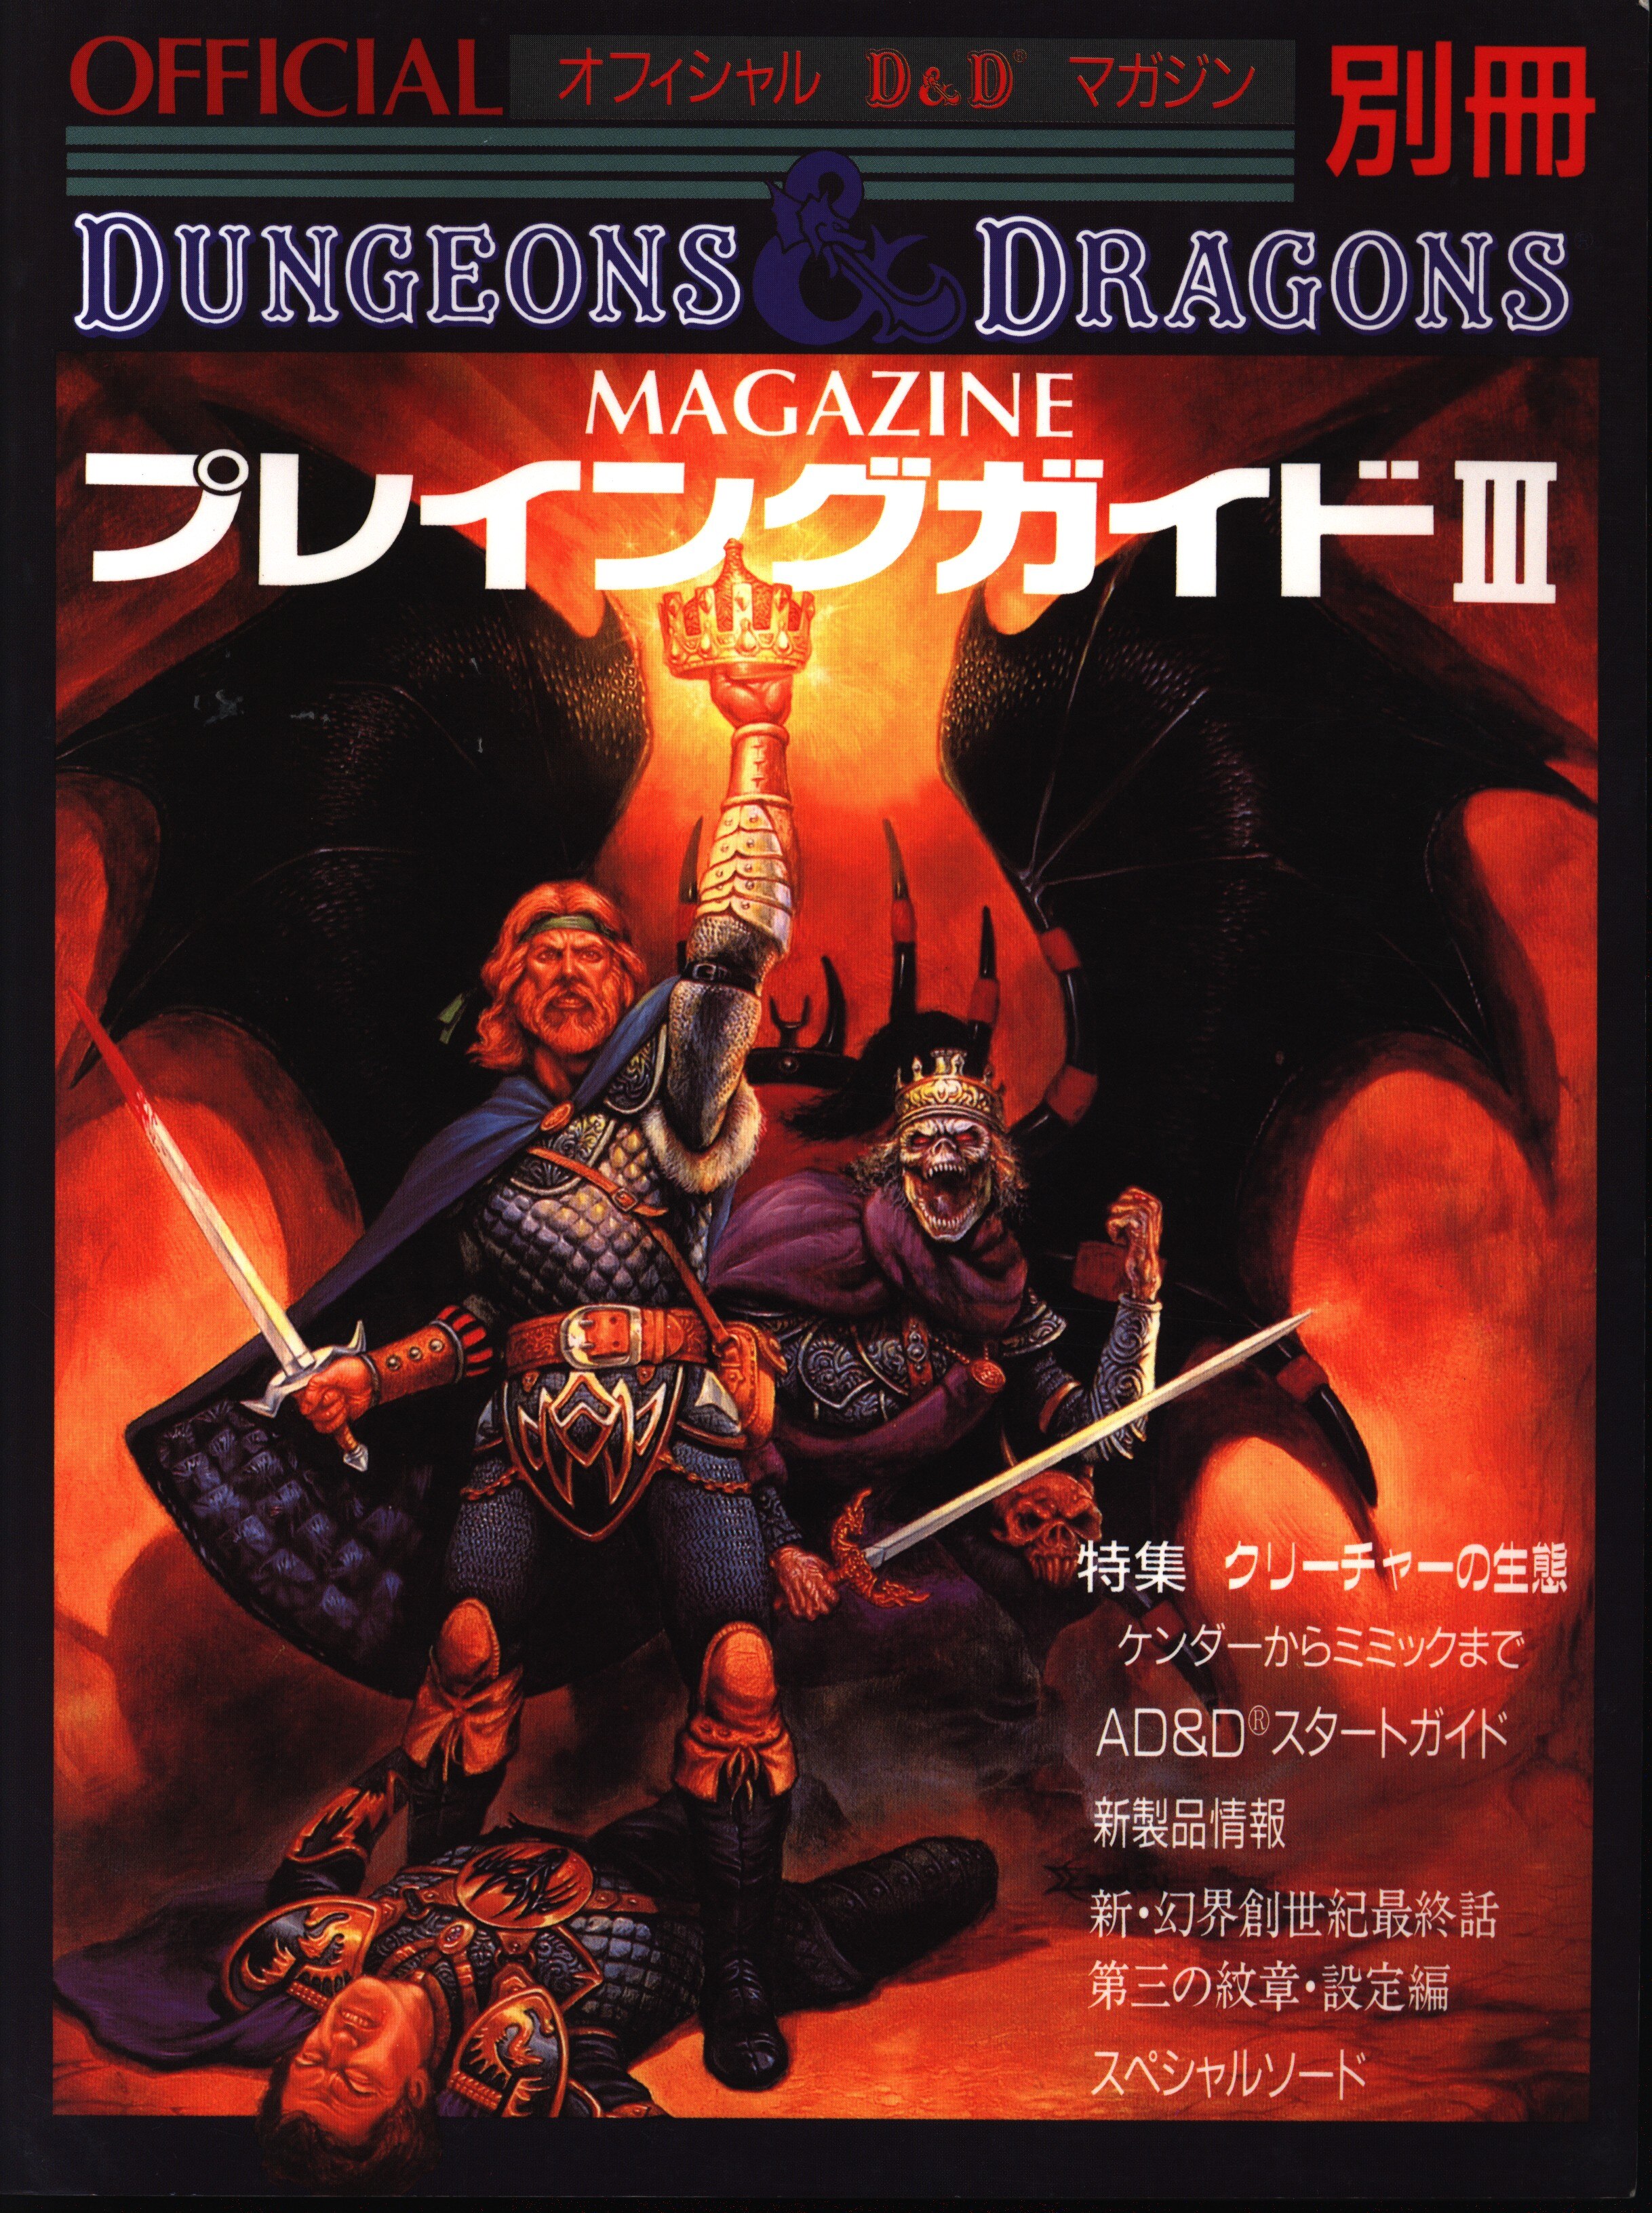 OFFICIAL オフィシャル D&D® マガジン 別冊
DUNGEONS & DRAGONS
MAGAZINE
プレイングガイドIII
特集 クリーチャーの生態
ケンダーからミミックまで
AD&D®スタートガイド
新製品情報
新・幻界創世紀最終話
第三の紋章・設定編
スペシャルソード